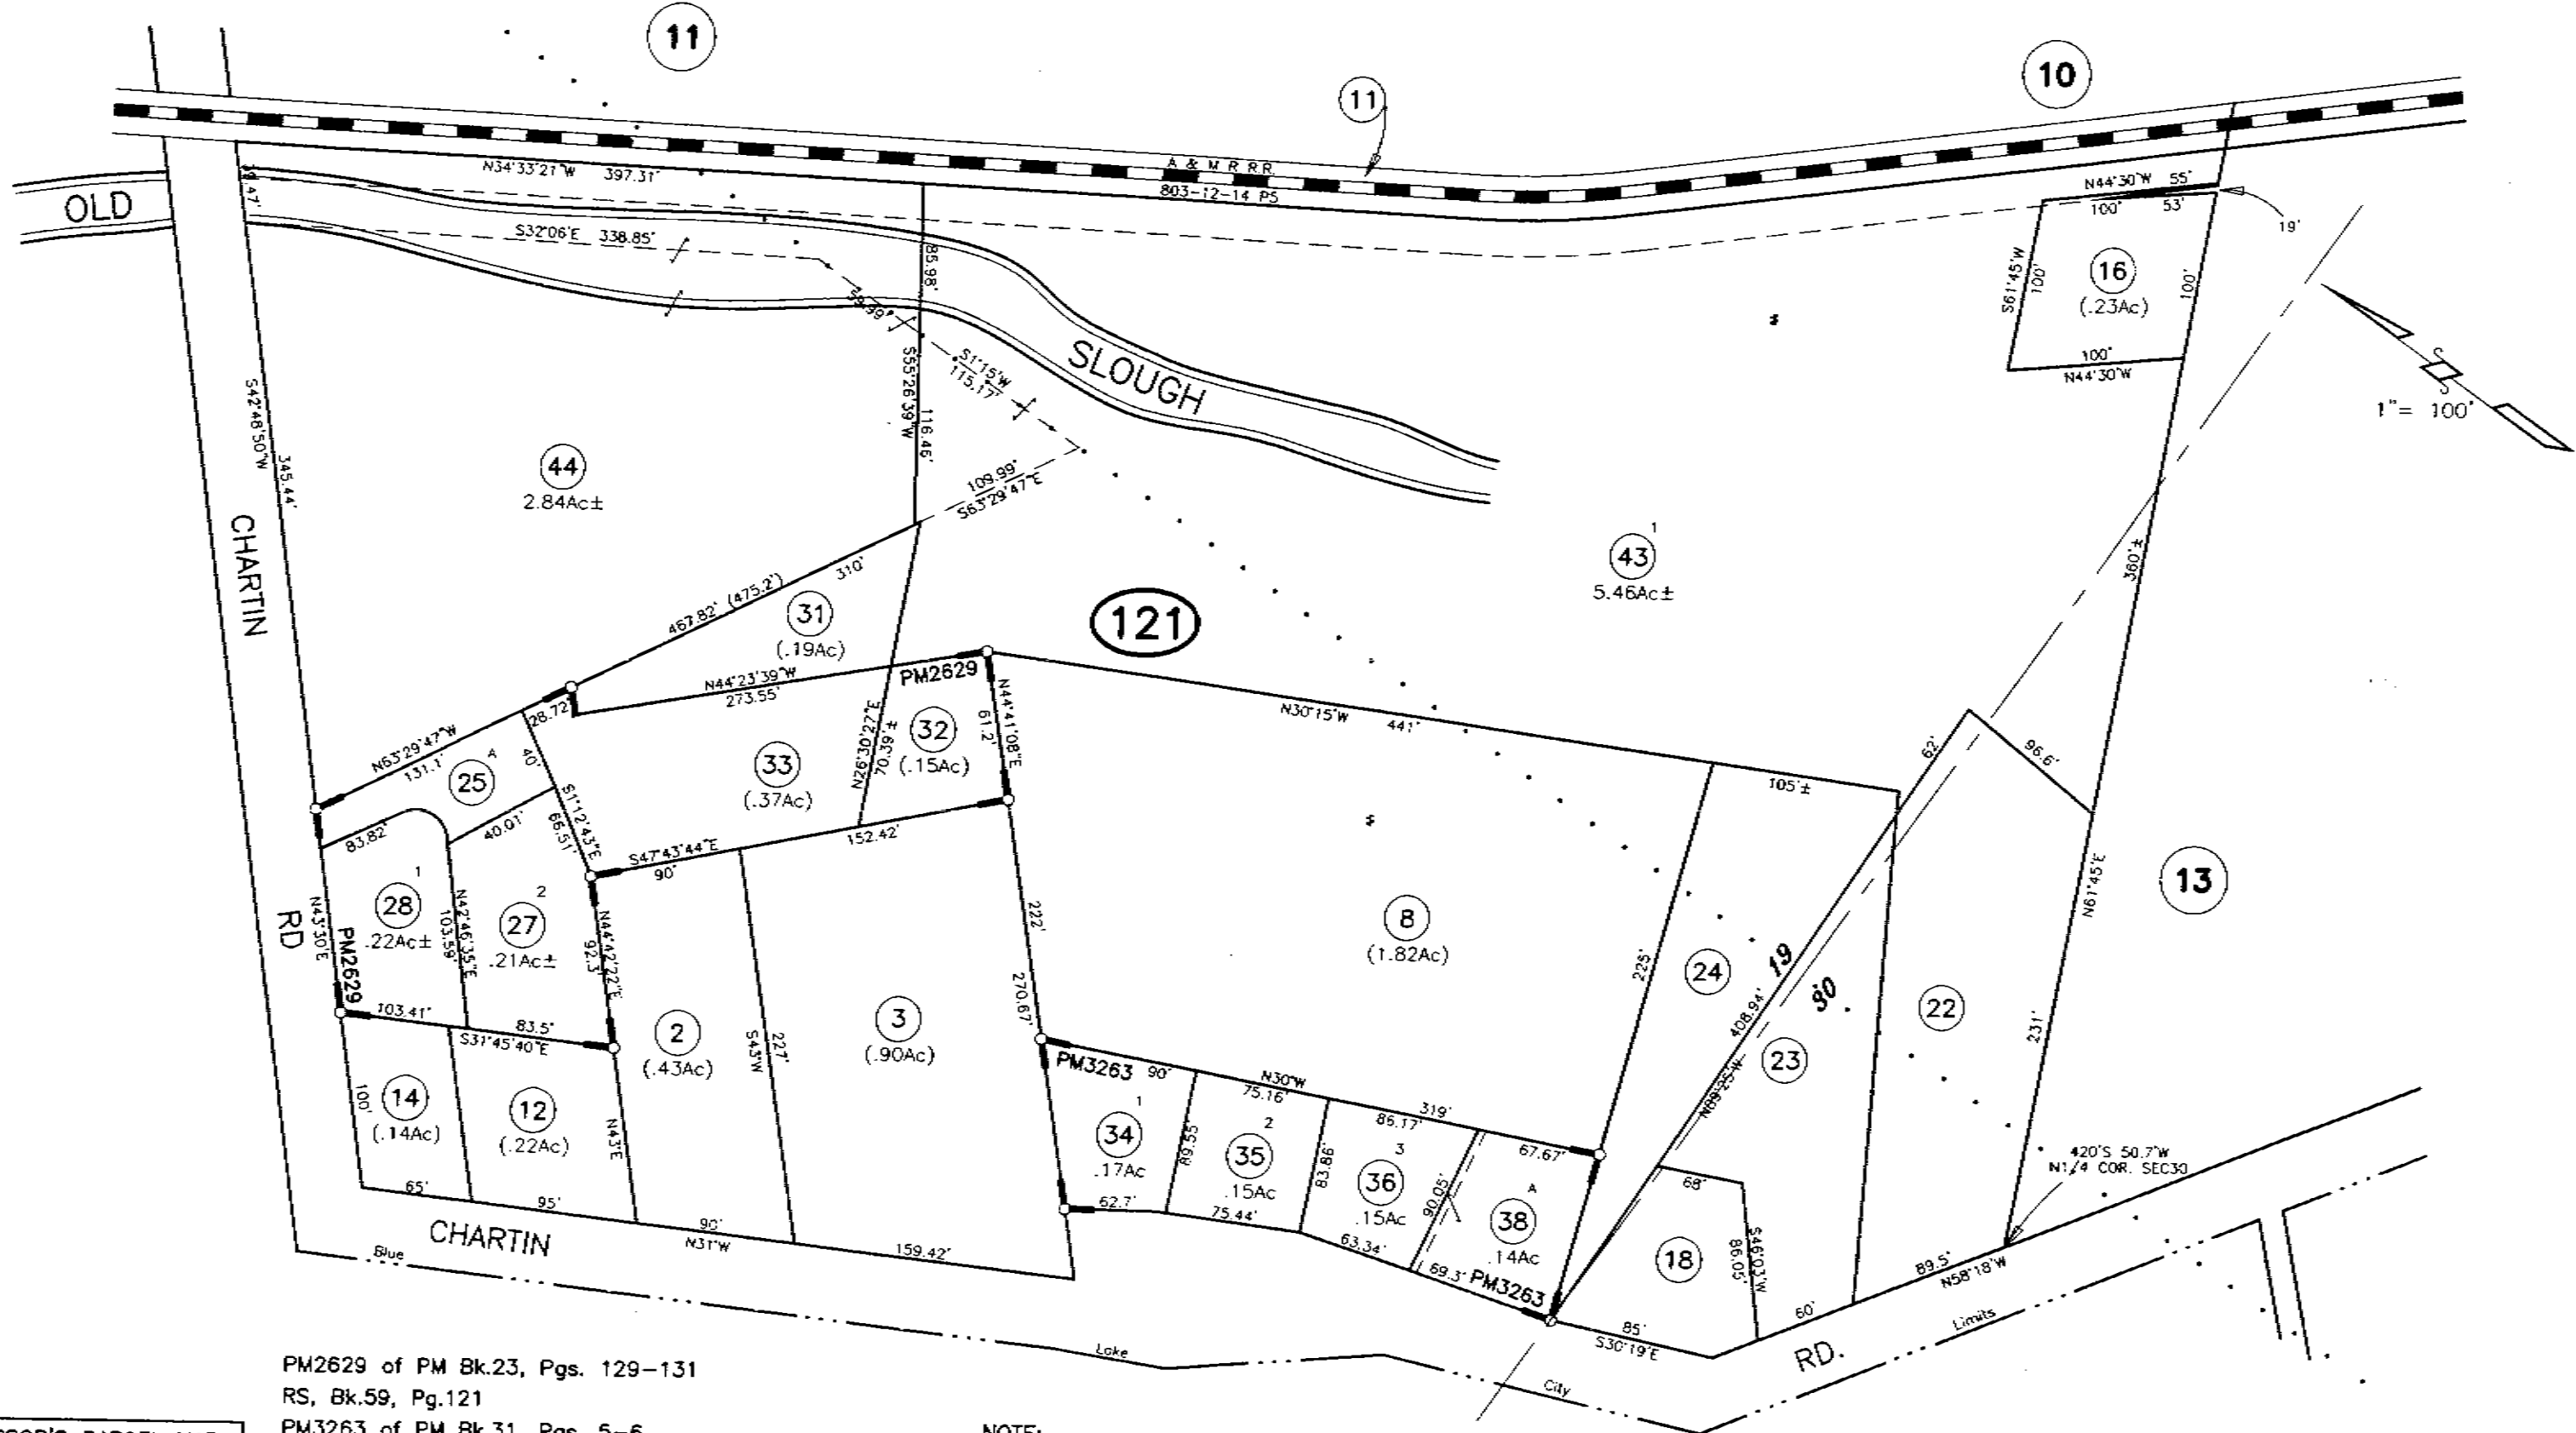 11
10
11
A & M R R.R.
803-12-14 PS
N34°33'21"W 397.31'
OLD
S32°06'E 338.85'
N44°30'W 55'
100' 53'
19'
S61°45'W
100'
16
(.23Ac)
100'
100'
N44°30'W
1"= 100'
85.98'
S55°26'39"W
116.46'
S1°15'W
115.17'
SLOUGH
109.99'
S63°29'47"E
S42°48'50"W
345.44'
44
2.84Ac±
CHARTIN
RD
1
43
5.46Ac±
360'±
467.82' (475.2')
310'
31
(.19Ac)
121
N44°23'39"W
273.55'
PM2629
N44°41'08"E
61.2'
N26°30'27"E
70.39'±
32
(.15Ac)
33
(.37Ac)
N30°15'W 441'
105'±
62'
96.6'
N63°29'47"W
131.1'
28.72'
A
25
40'
S1°12'43"E
66.51'
83.82'
40.01'
S47°43'44"E
90'
152.42'
1
28
.22Ac±
N43°30'E
PM2629
N42°46'35"E
103.59'
2
27
.21Ac±
N44°42'22"E
92.3'
222'
270.67'
8
(1.82Ac)
225'
24
19
30
408.94'
N89°25'W
23
22
N61°45'E
231'
13
103.41'
83.5'
S31°45'40"E
2
(.43Ac)
S43°W
227'
3
(.90Ac)
100'
14
(.14Ac)
12
(.22Ac)
N43°E
PM3263
90'
N30°W
75.16'
86.17'
319'
67.67'
1
34
.17Ac
89.55'
2
35
.15Ac
83.86'
3
36
.15Ac
90.05'
A
38
.14Ac
68'
18
S46°03'W
86.05'
420'S 50.7'W
N1/4 COR. SEC30
65'
95'
90'
N31°W
159.42'
62.7'
75.44'
63.34'
69.3'
PM3263
85'
S30°19'E
60'
89.5'
N58°18'W
CHARTIN
RD.
Blue
Lake
City
Limits
PM2629 of PM Bk.23, Pgs. 129-131
RS, Bk.59, Pg.121
PM3263 of PM Bk.31, Pgs. 5-6
NOTE: